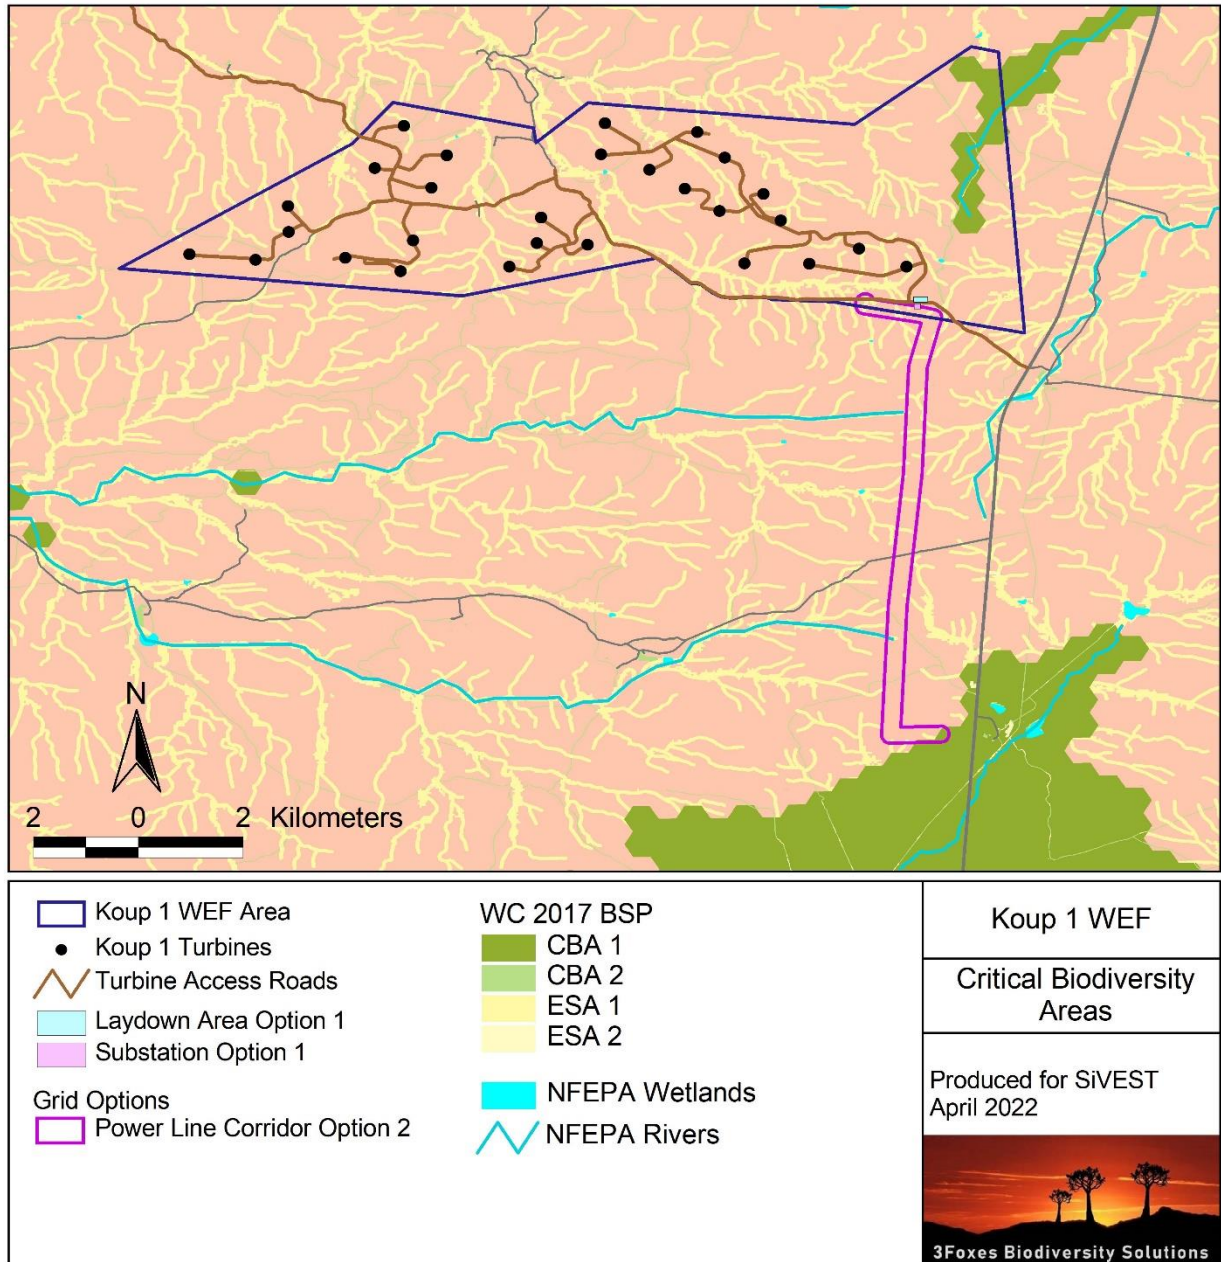 N
2 0 2 Kilometers
Koup 1 WEF Area
Koup 1 Turbines
Turbine Access Roads
Laydown Area Option 1
Substation Option 1
Grid Options
Power Line Corridor Option 2
WC 2017 BSP
CBA 1
CBA 2
ESA 1
ESA 2
NFEPA Wetlands
NFEPA Rivers
Koup 1 WEF
Critical Biodiversity
Areas
Produced for SiVEST
April 2022
3Foxes Biodiversity Solutions